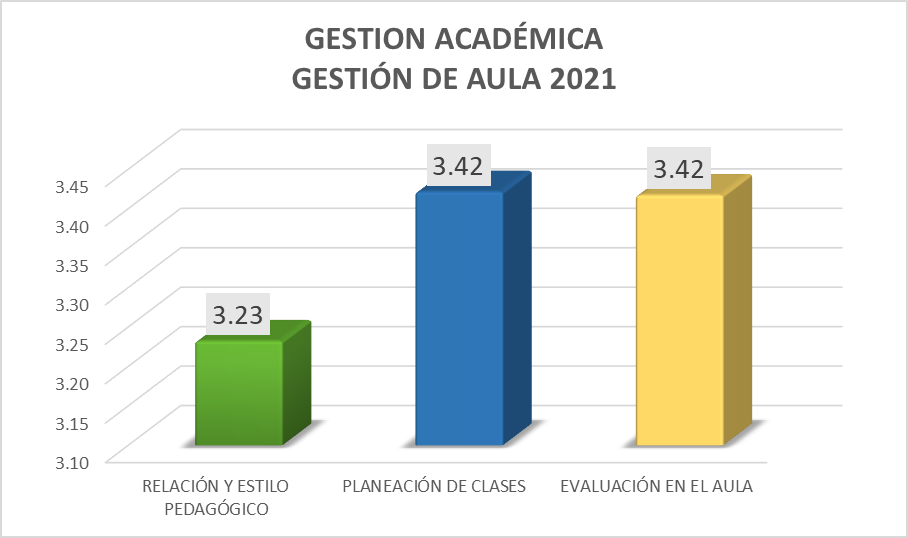 GESTION ACADÉMICA
GESTIÓN DE AULA 2021
3.45
3.40
3.35
3.30
3.25
3.20
3.15
3.10
3.23
3.42
3.42
RELACIÓN Y ESTILO
PEDAGÓGICO
PLANEACIÓN DE CLASES
EVALUACIÓN EN EL AULA